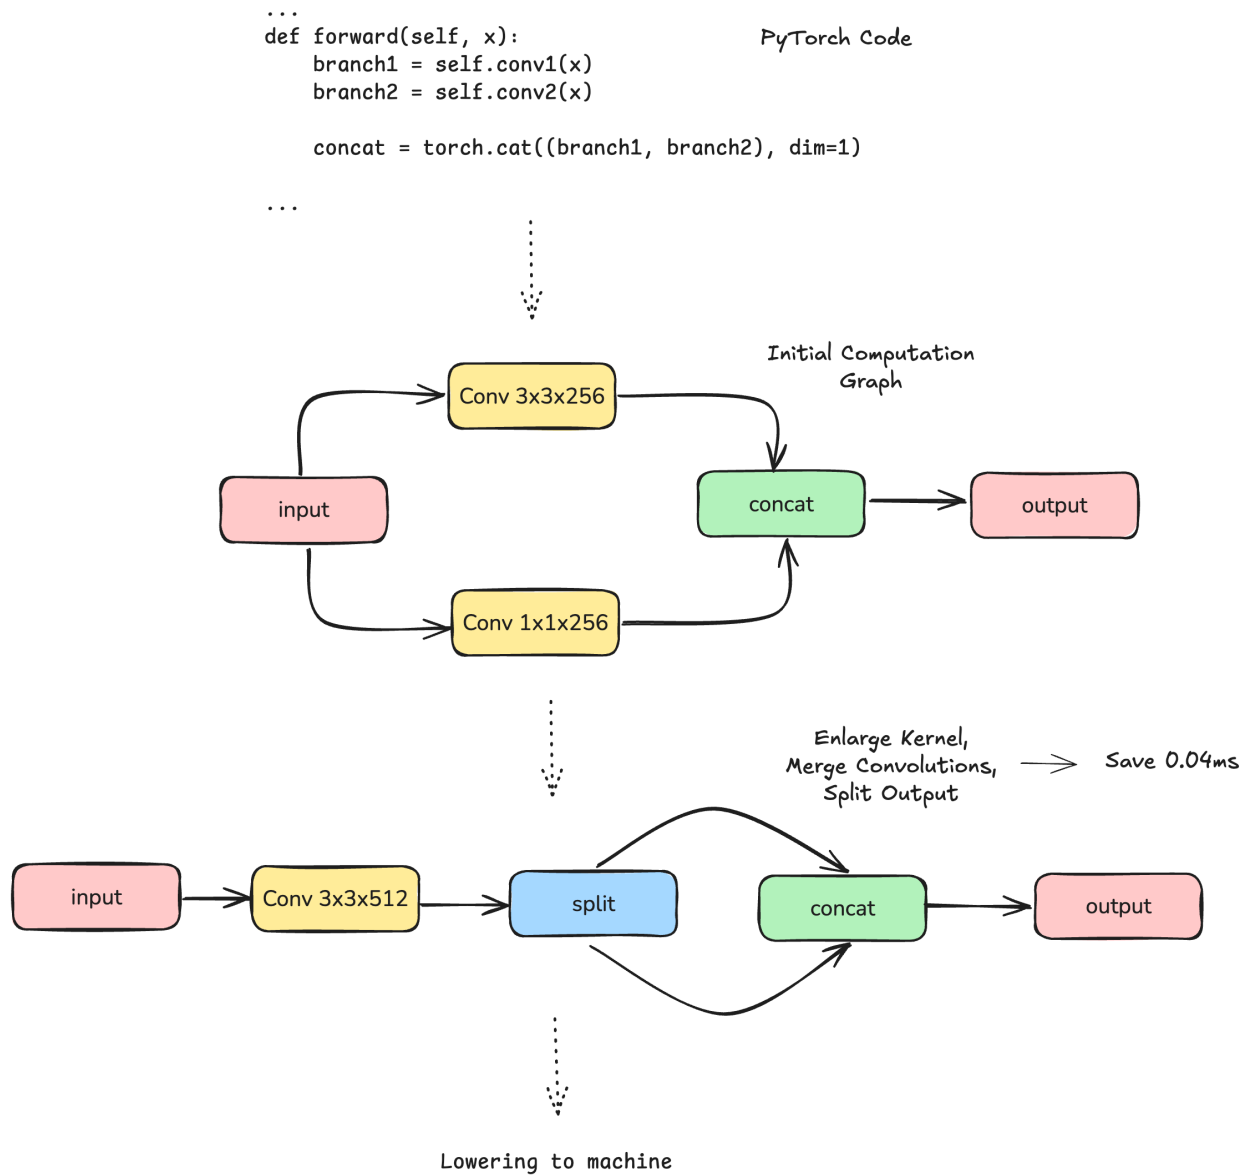 ...
def forward(self, x):
PyTorch Code
branch1 = self.conv1(x)
branch2 = self.conv2(x)
concat = torch.cat((branch1, branch2), dim=1)
...
Initial Computation
Graph
Conv 3x3x256
input
concat
output
Conv 1x1x256
Enlarge Kernel,
Merge Convolutions,
Split Output
Save 0.04ms
input
Conv 3x3x512
split
concat
output
Lowering to machine